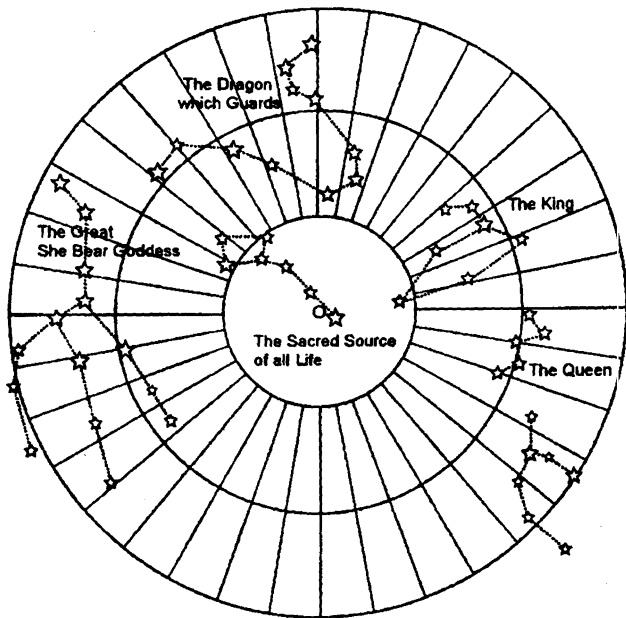 The Dragon
which Guards
The King
The Great
She Bear Goddess
The Sacred Source
of all Life
The Queen